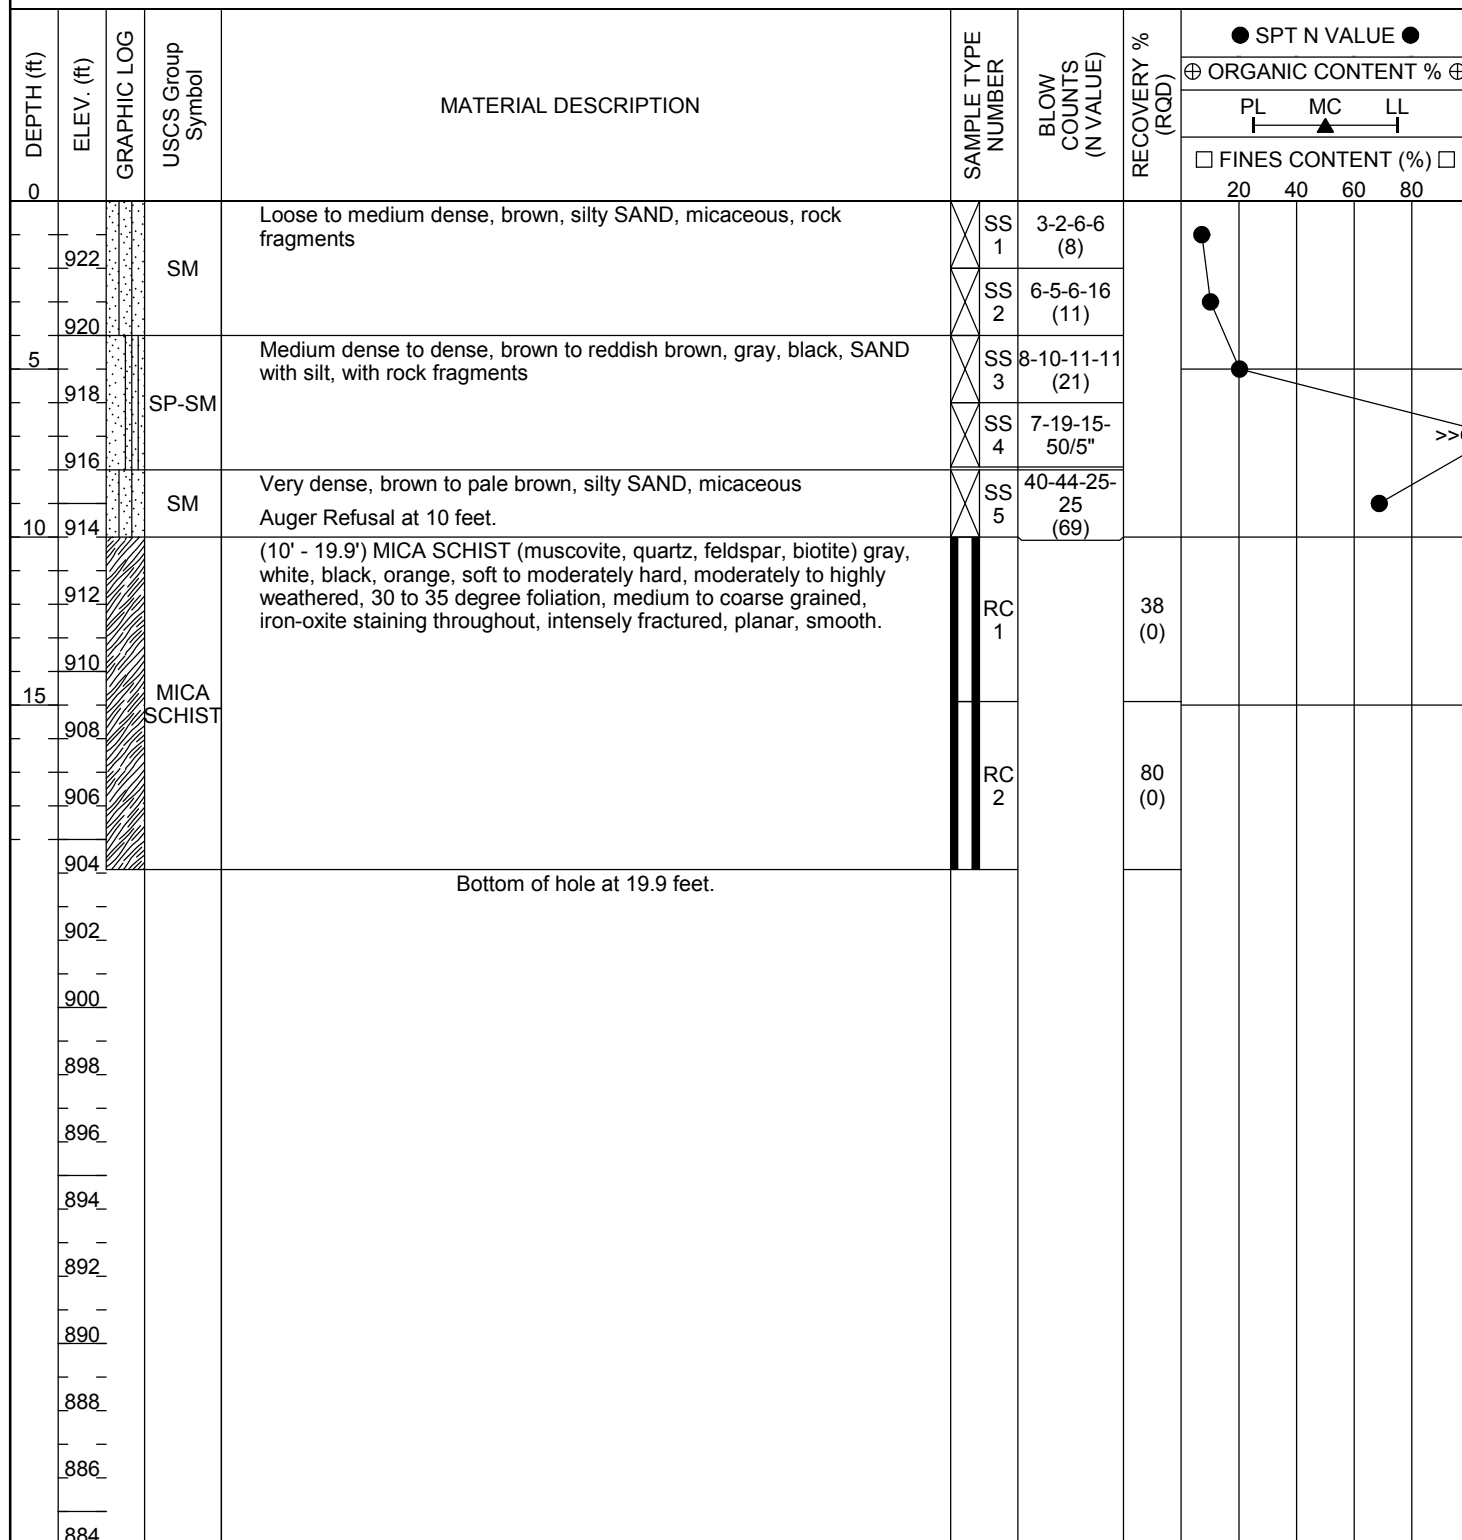 DEPTH (ft)
ELEV. (ft)
GRAPHIC LOG
USCS Group
Symbol
MATERIAL DESCRIPTION
SAMPLE TYPE
NUMBER
BLOW
COUNTS
(N VALUE)
RECOVERY %
(RQD)
● SPT N VALUE ●
⊕ ORGANIC CONTENT % ⊕
PL MC LL
□ FINES CONTENT (%) □
20 40 60 80
0
SM
Loose to medium dense, brown, silty SAND, micaceous, rock
fragments
SS
1
3-2-6-6
(8)
922
SS
2
6-5-6-16
(11)
920
5
SP-SM
Medium dense to dense, brown to reddish brown, gray, black, SAND
with silt, with rock fragments
SS
3
8-10-11-11
(21)
918
SS
4
7-19-15-
50/5"
>>
916
SM
Very dense, brown to pale brown, silty SAND, micaceous
Auger Refusal at 10 feet.
SS
5
40-44-25-
25
(69)
10
914
(10' - 19.9') MICA SCHIST (muscovite, quartz, feldspar, biotite) gray,
white, black, orange, soft to moderately hard, moderately to highly
weathered, 30 to 35 degree foliation, medium to coarse grained,
iron-oxite staining throughout, intensely fractured, planar, smooth.
912
RC
1
38
(0)
910
15
MICA
SCHIST
908
RC
2
80
(0)
906
904
Bottom of hole at 19.9 feet.
902
900
898
896
894
892
890
888
886
884